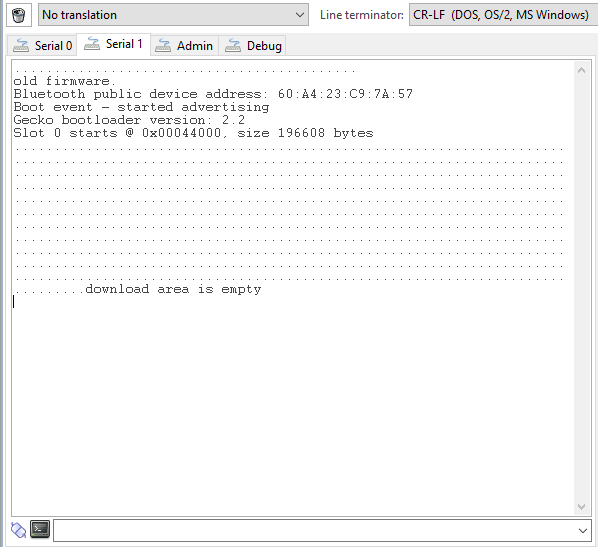 No translation
Line terminator: CR-LF (DOS, OS/2, MS Windows)
Serial 0 Serial 1 Admin Debug
...........................................
old firmware.
Bluetooth public device address: 60:A4:23:C9:7A:57
Boot event - started advertising
Gecko bootloader version: 2.2
Slot 0 starts @ 0x00044000, size 196608 bytes
.....................................................................
.....................................................................
.....................................................................
.....................................................................
.....................................................................
.....................................................................
.....................................................................
.....................................................................
.....................................................................
.....................................................................
.....................................................................
.........download area is empty